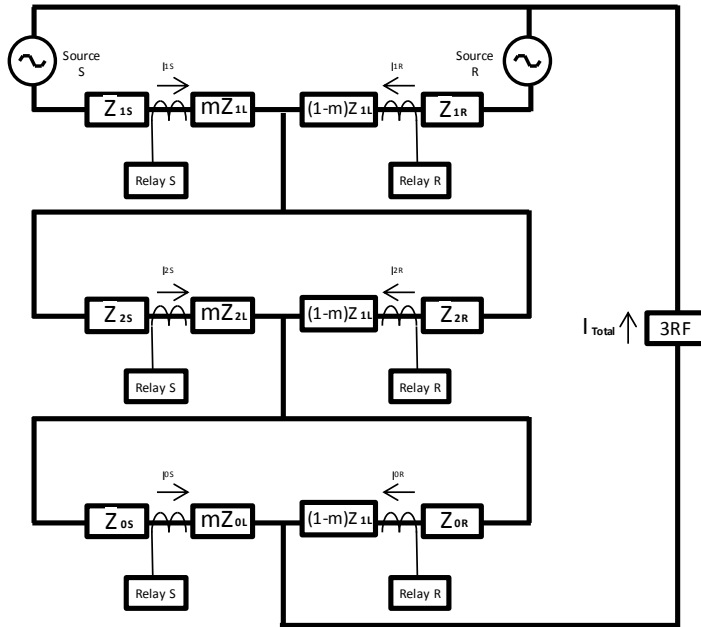 Source S
Source R
I1S
I1R
Z1S
mZ1L
(1-m)Z1L
Z1R
Relay S
Relay R
I2S
I2R
Z2S
mZ2L
(1-m)Z1L
Z2R
I Total
3RF
Relay S
Relay R
I0S
I0R
Z0S
mZ0L
(1-m)Z1L
Z0R
Relay S
Relay R